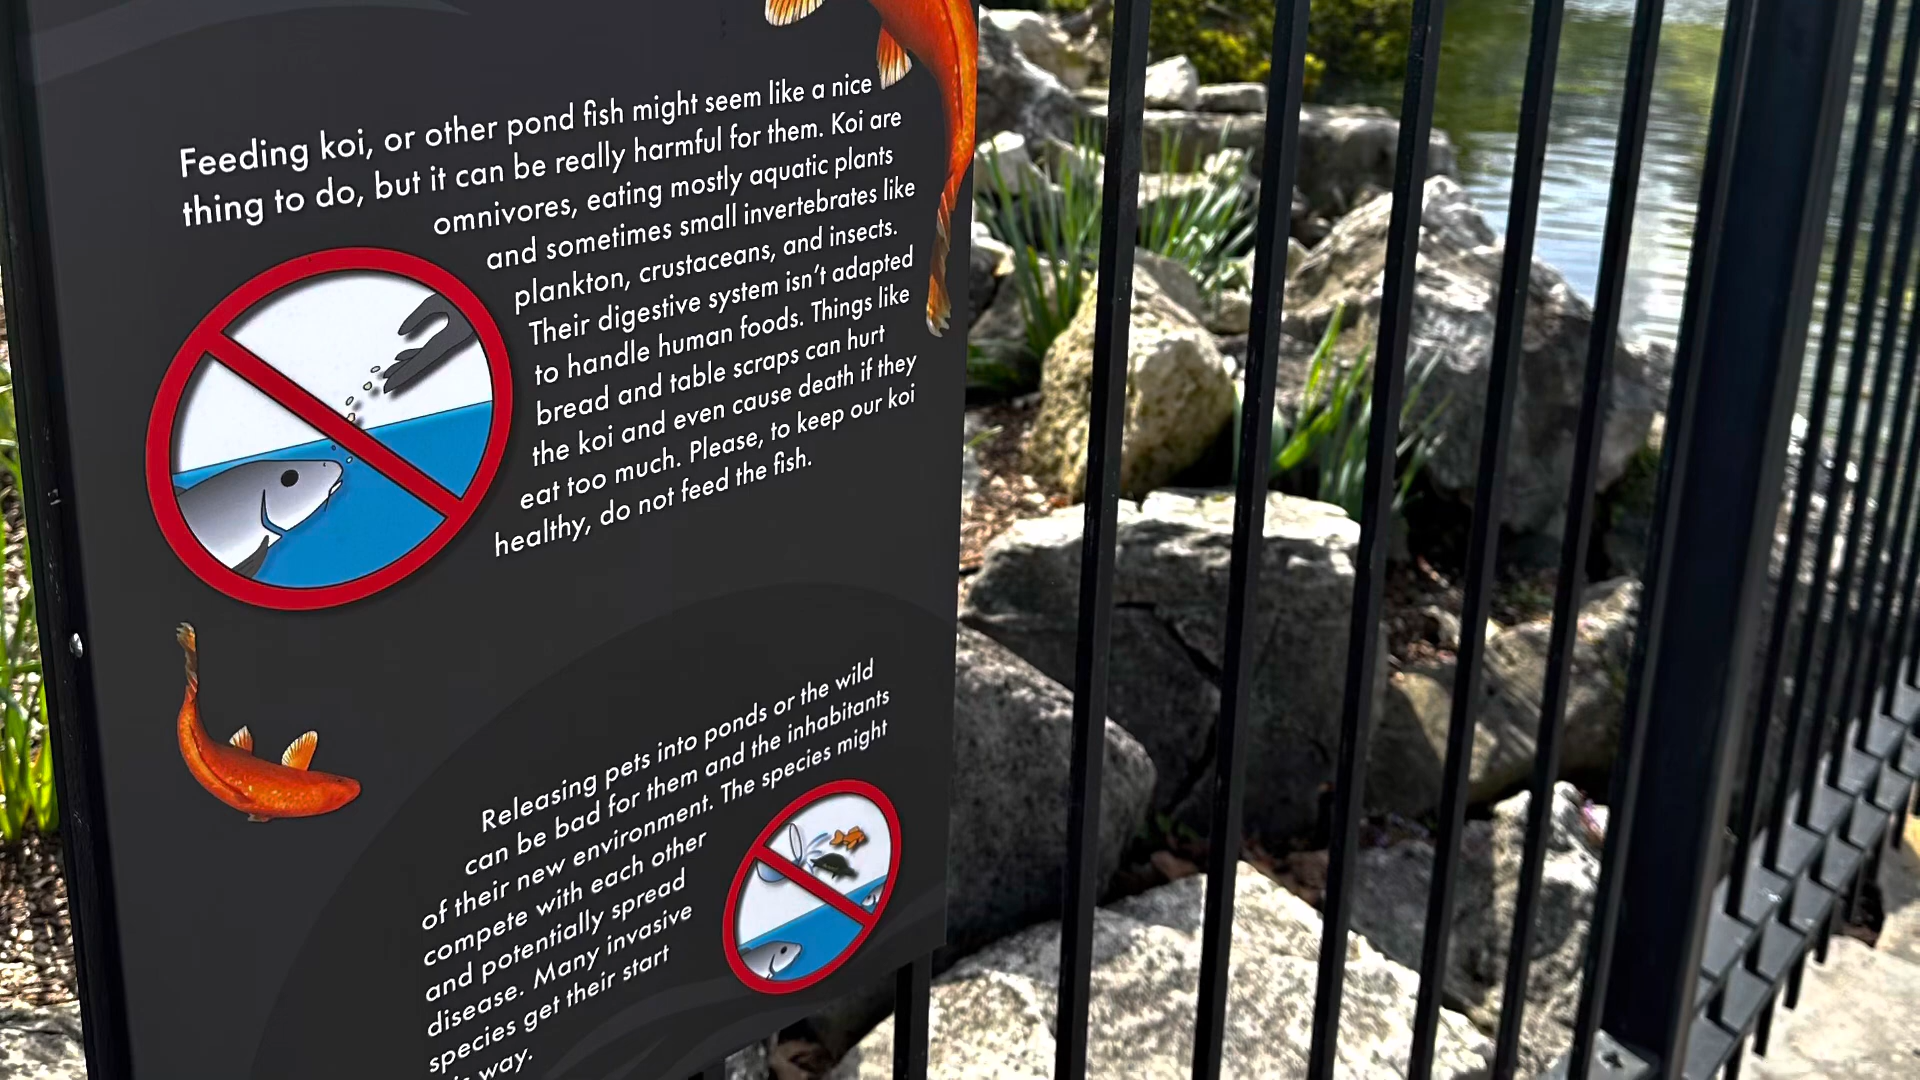 Feeding koi, or other pond fish might seem like a nice
thing to do, but it can be really harmful for them. Koi are
omnivores, eating mostly aquatic plants
and sometimes small invertebrates like
plankton, crustaceans, and insects.
Their digestive system isn't adapted
to handle human foods. Things like
bread and table scraps can hurt
the koi and even cause death if they
eat too much. Please, to keep our koi
healthy, do not feed the fish.
Releasing pets into ponds or the wild
can be bad for them and the inhabitants
of their new environment. The species might
compete with each other
and potentially spread
disease. Many invasive
species get their start
way.